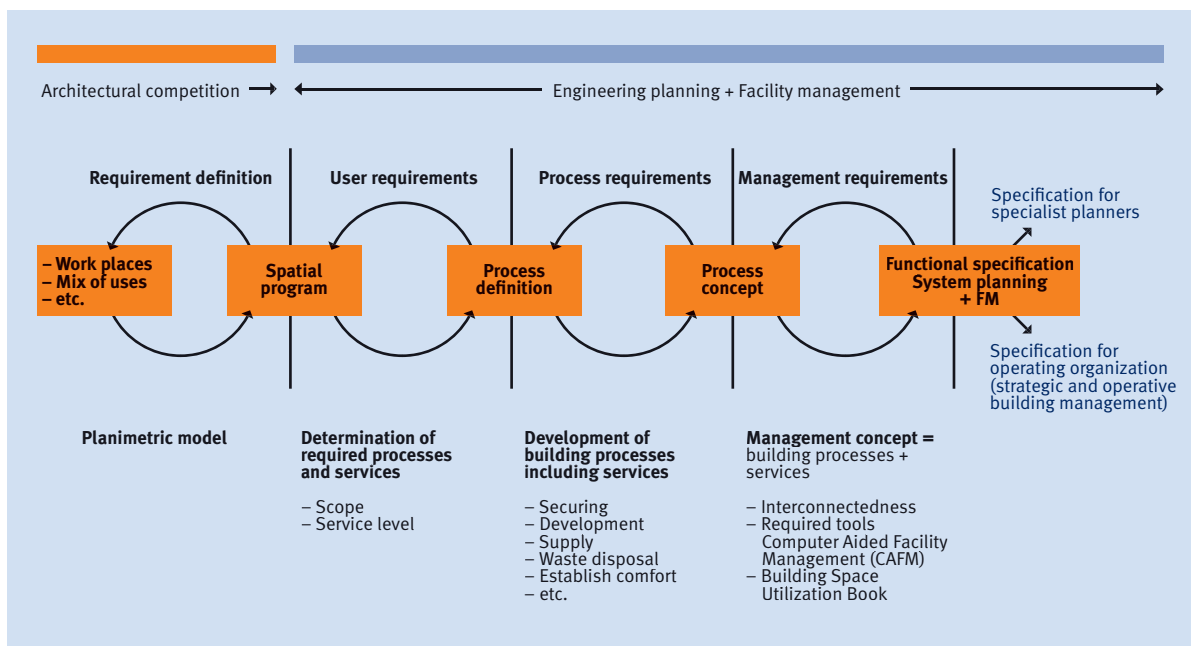 Architectural competition
Engineering planning + Facility management
Requirement definition
User requirements
Process requirements
Management requirements
– Work places
– Mix of uses
– etc.
Spatial
program
Process
definition
Process
concept
Functional specification
System planning
+ FM
Specification for
specialist planners
Specification for
operating organization
(strategic and operative
building management)
Planimetric model
Determination of
required processes
and services
– Scope
– Service level
Development of
building processes
including services
– Securing
– Development
– Supply
– Waste disposal
– Establish comfort
– etc.
Management concept =
building processes +
services
– Interconnectedness
– Required tools
Computer Aided Facility
Management (CAFM)
– Building Space
Utilization Book